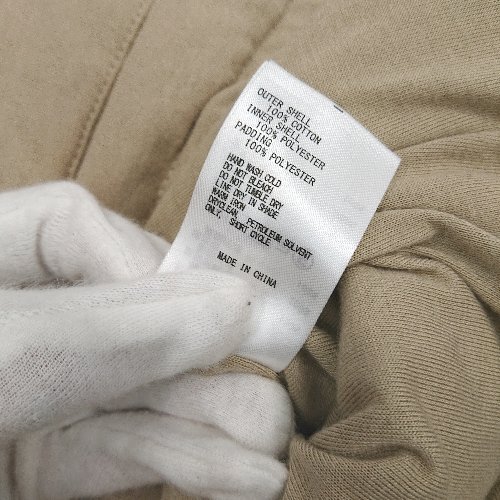 OUTER SHELL
100% COTTON
INNER SHELL
100% POLYESTER
PADDING
100% POLYESTER
HAND WASH COLD
DO NOT BLEACH
DO NOT TUMBLE DRY
LINE DRY IN SHADE
WARM IRON
DRYCLEAN, PETROLEUM SOLVENT
ONLY. SHORT CYCLE
MADE IN CHINA